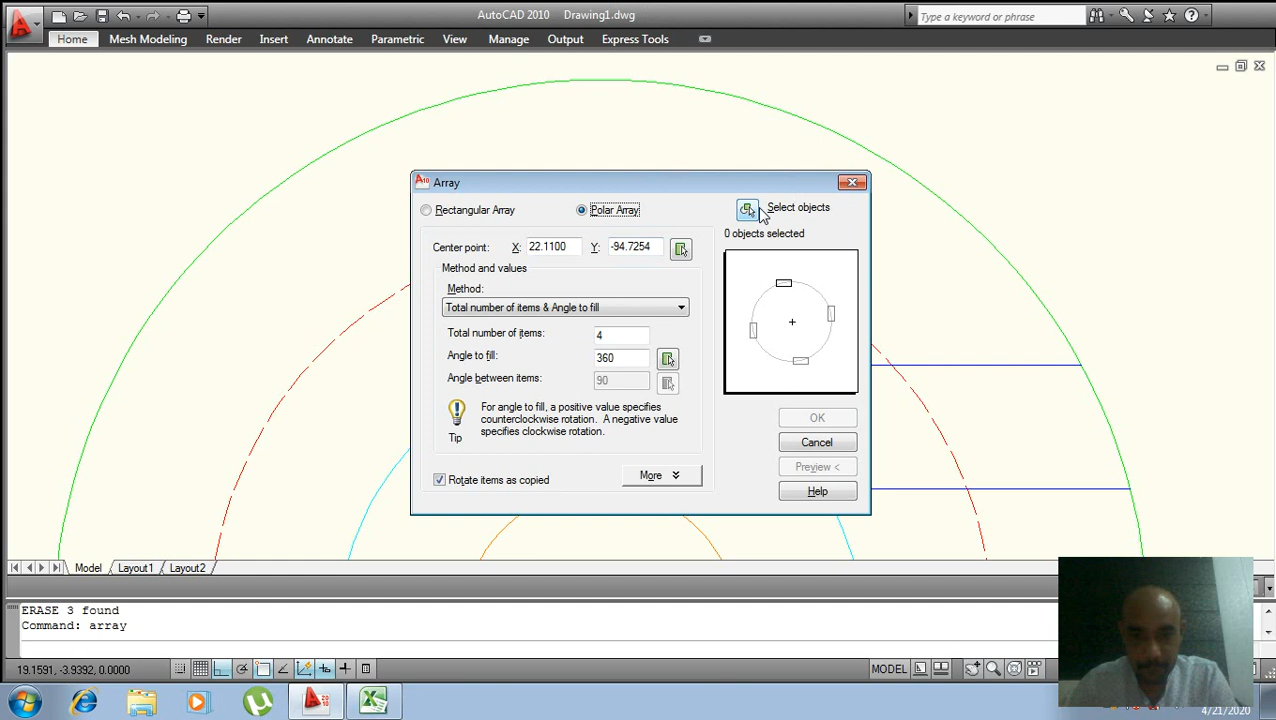 AutoCAD 2010 Drawing1.dwg
Type a keyword or phrase
Home Mesh Modeling Render Insert Annotate Parametric View Manage Output Express Tools
Array
Rectangular Array Polar Array Select objects
0 objects selected
Center point: X: 22.1100 Y: -94.7254
Method and values
Method:
Total number of items & Angle to fill
Total number of items: 4
Angle to fill: 360
Angle between items: 90
For angle to fill, a positive value specifies
counterclockwise rotation. A negative value
specifies clockwise rotation.
Tip
OK
Cancel
Preview <
Help
Rotate items as copied More
Model Layout1 Layout2
ERASE 3 found
Command: array
19.1591, -3.9392, 0.0000 MODEL
4/21/2020